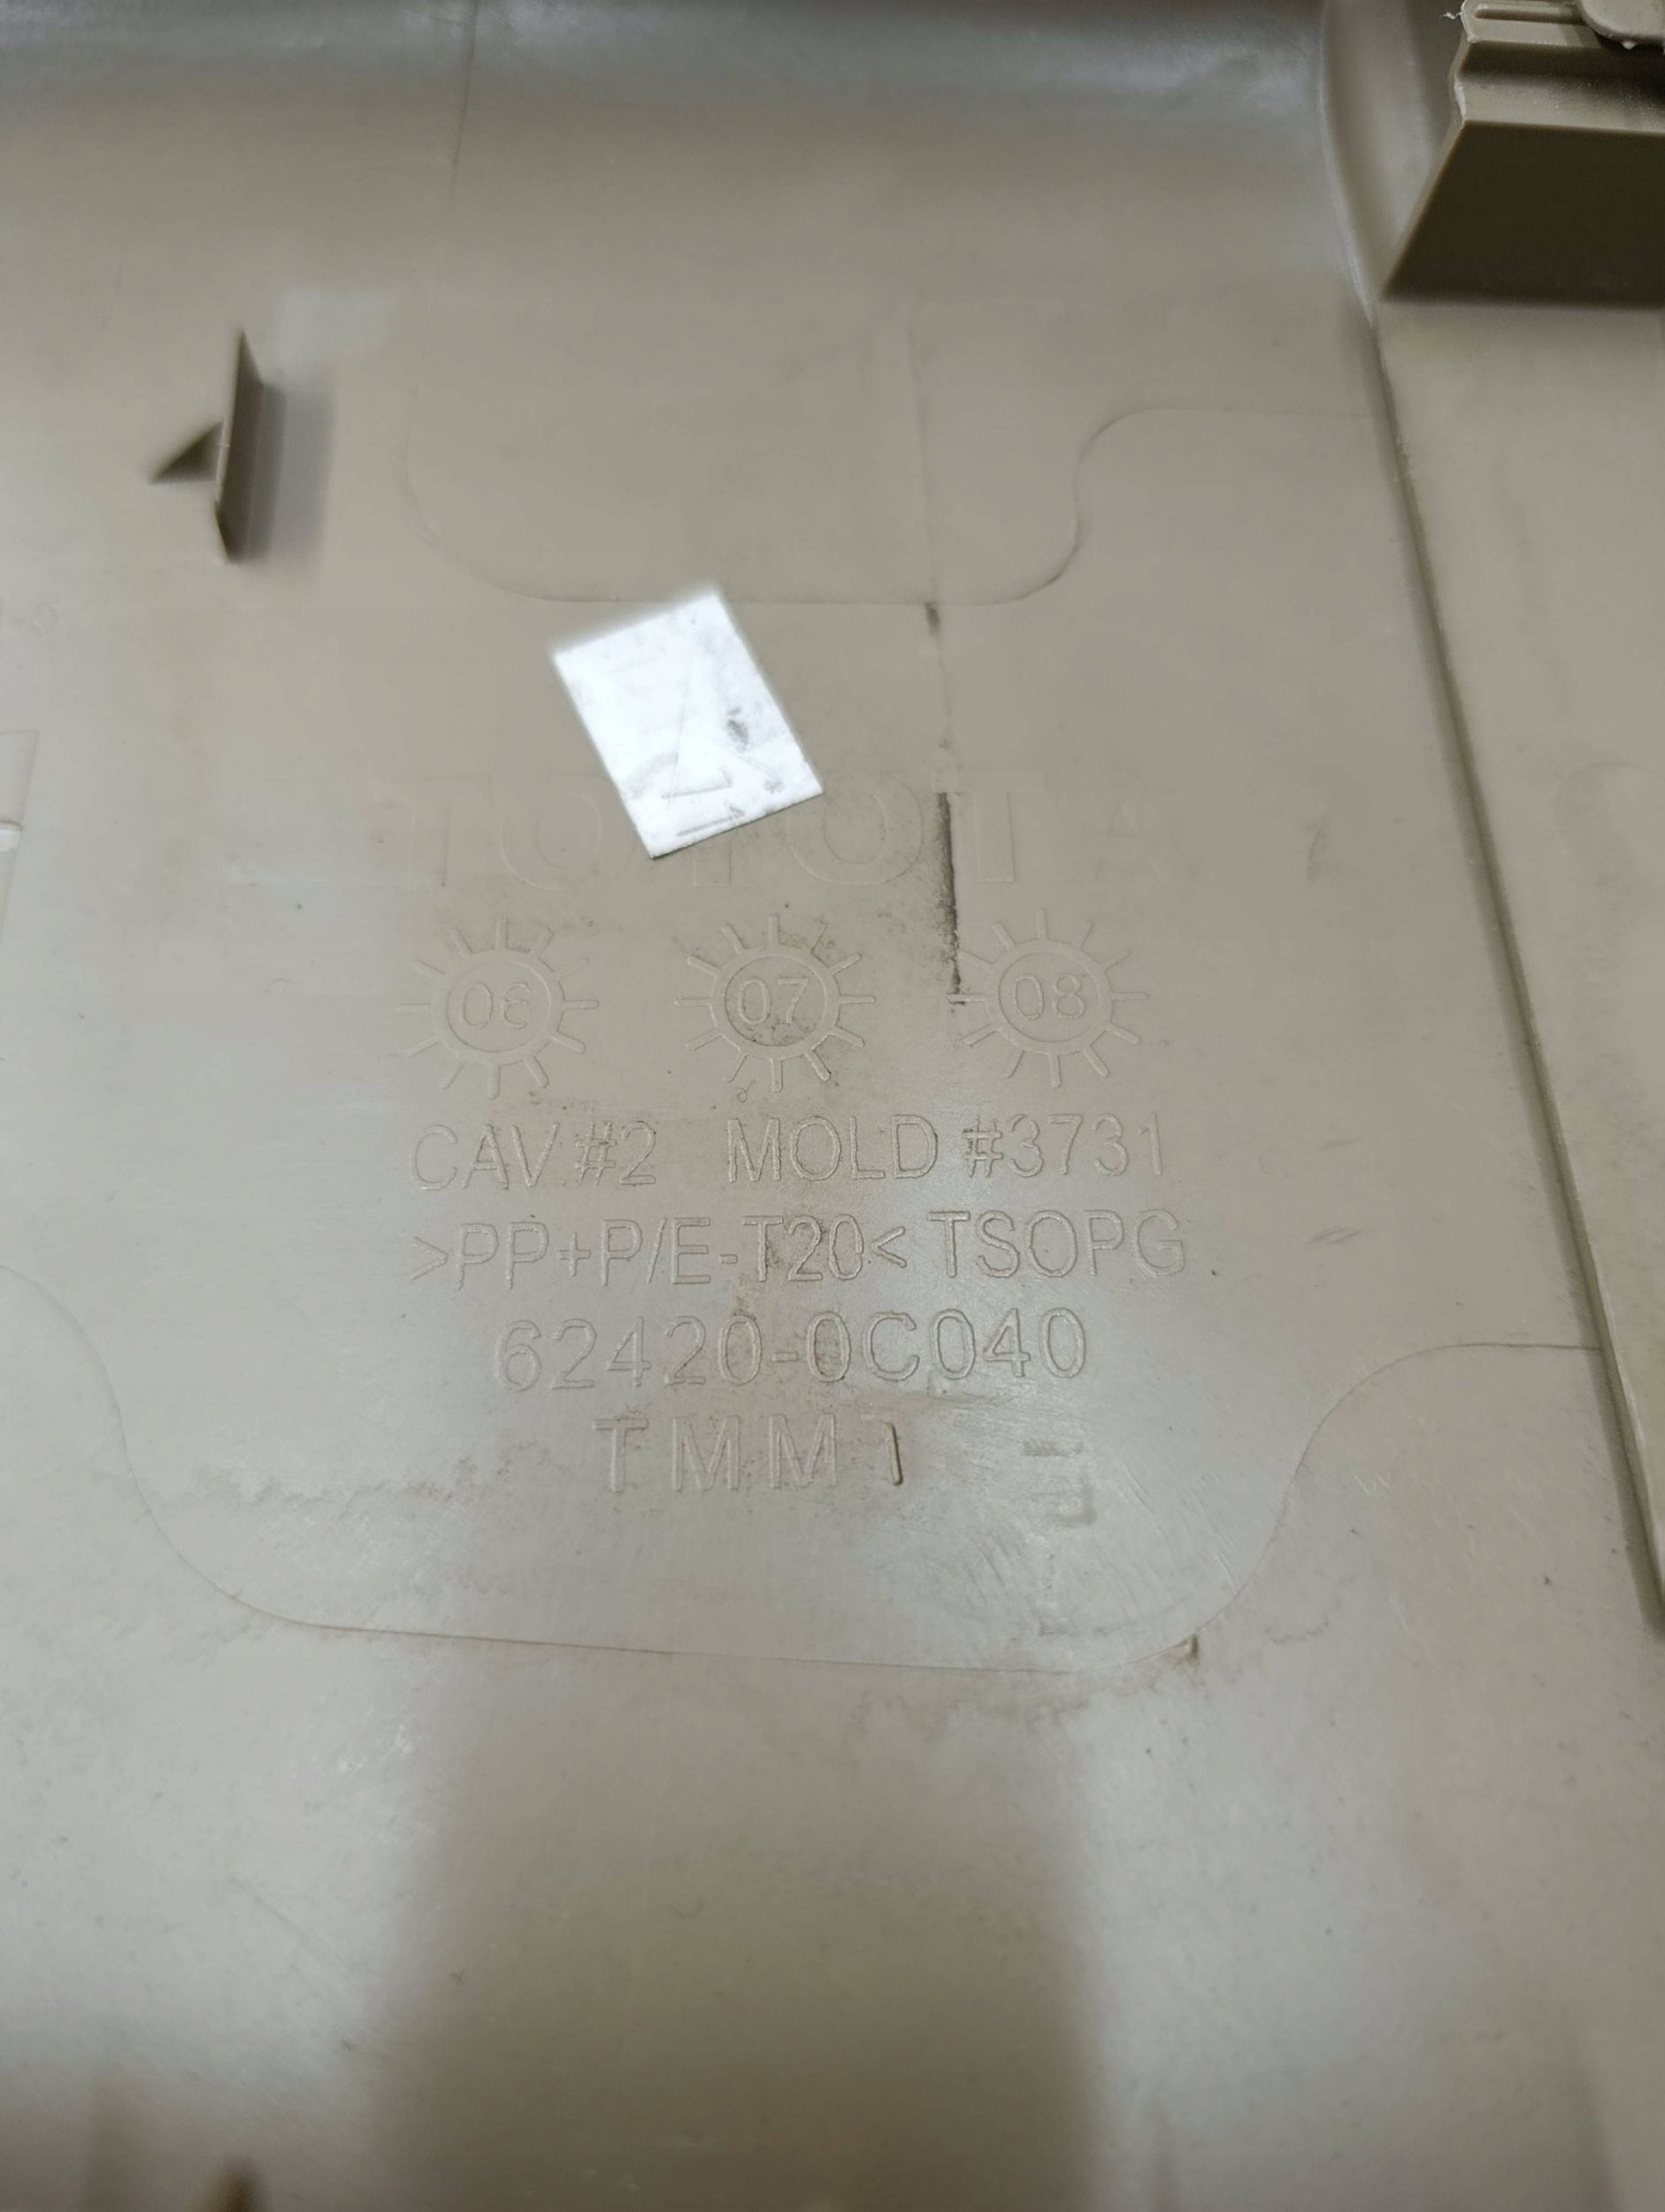 TOYOTA
06 07 08
CAV.#2 MOLD #3731
>PP+P/E-T20< TSOPG
62420-0C040
TMMT